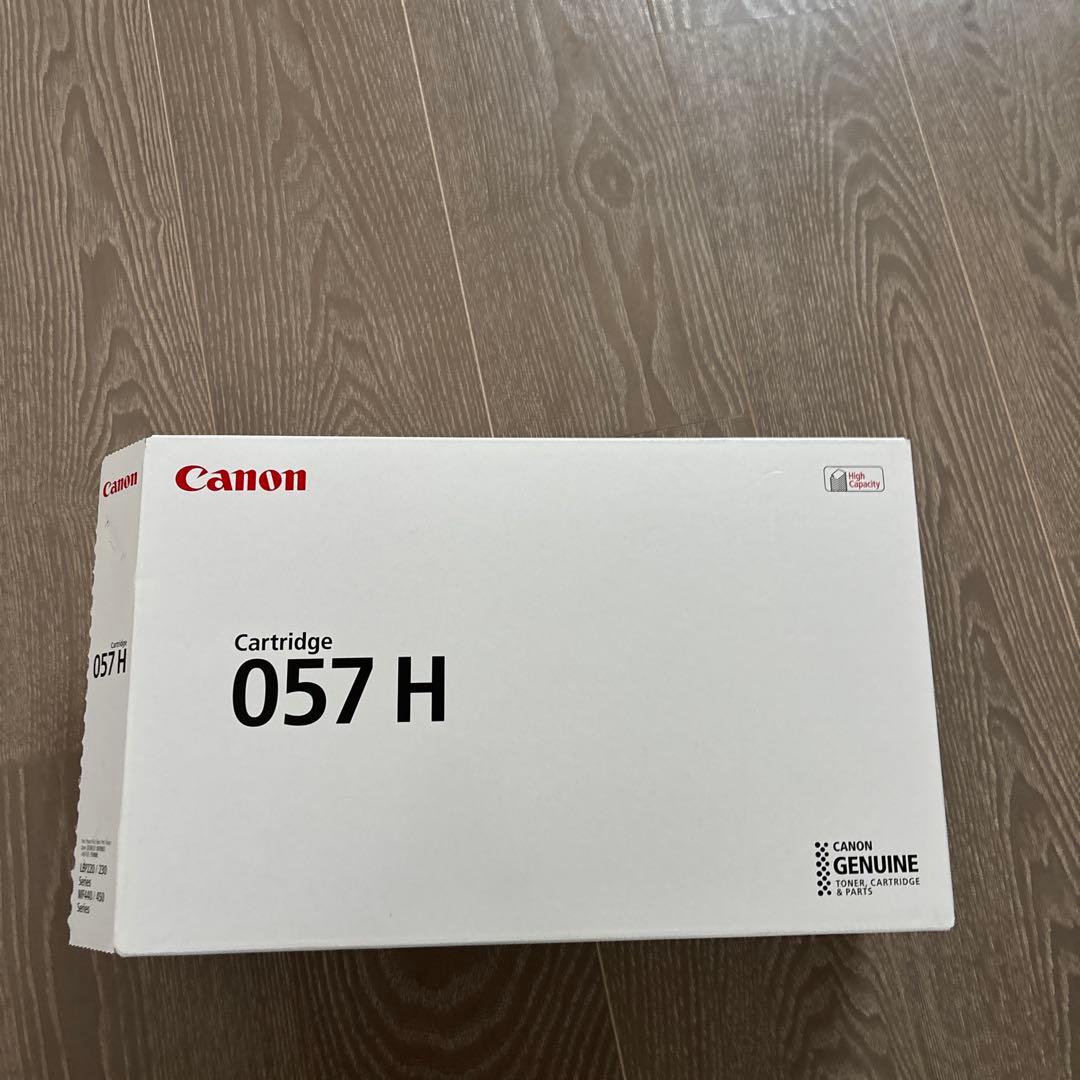 Canon
Cartridge
057 H
LBP220 / 230
Series
MF440 / 450
Series
Canon
High
Capacity
Cartridge
057 H
CANON
GENUINE
TONER, CARTRIDGE
& PARTS